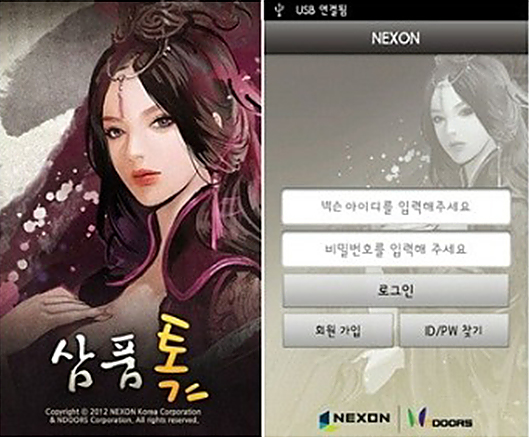 삼품톡
Copyright © 2012 NEXON Korea Corporation
& NDOORS Corporation. All rights reserved.
USB 연결됨
NEXON
넥슨 아이디를 입력해주세요
비밀번호를 입력해 주세요
로그인
회원 가입
ID/PW 찾기
NEXON
NDOORS